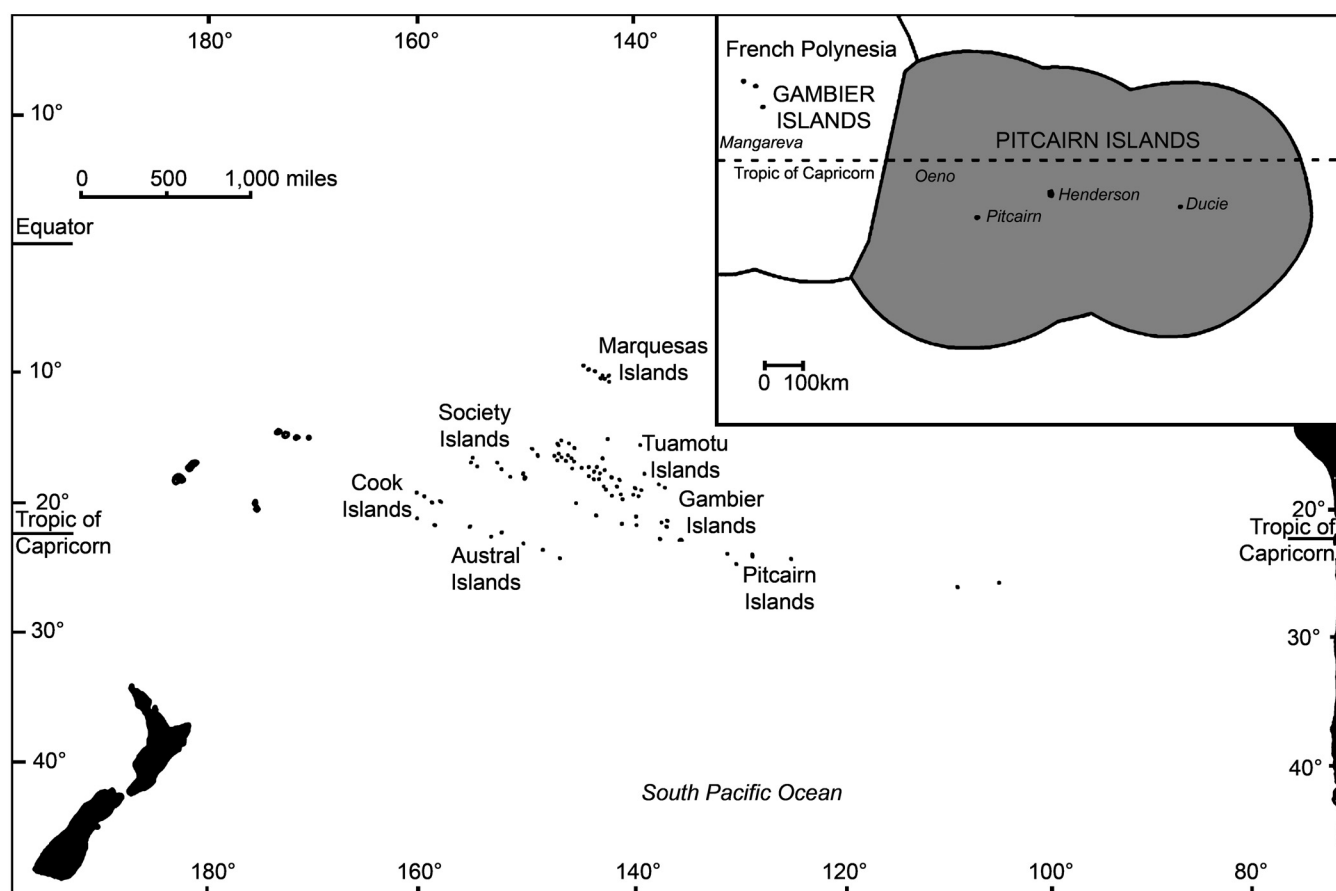 180°
160°
140°
10°
0 500 1,000 miles
Equator
10°
Marquesas
Islands
Society
Islands
Tuamotu
Islands
Cook
Islands
Gambier
Islands
20°
Tropic of
Capricorn
Austral
Islands
Pitcairn
Islands
20°
Tropic of
Capricorn
30°
30°
40°
40°
South Pacific Ocean
180°
160°
140°
120°
100°
80°
French Polynesia
GAMBIER
ISLANDS
PITCAIRN ISLANDS
Mangareva
Tropic of Capricorn
Oeno
Henderson
Ducie
Pitcairn
0 100km